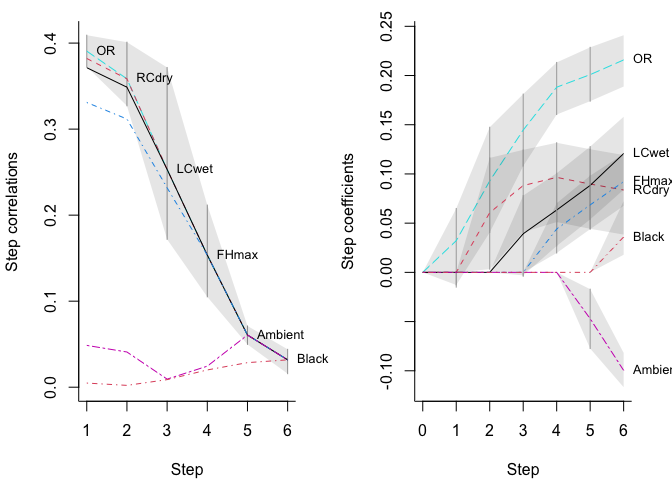 Step correlations
0.4
0.3
0.2
0.1
0.0
OR
RCdry
LCwet
FHmax
Ambient
Black
1 2 3 4 5 6
Step
Step coefficients
0.25
0.20
0.15
0.10
0.05
0.00
-0.10
OR
LCwet
FHmax
RCdry
Black
Ambien
0 1 2 3 4 5 6
Step